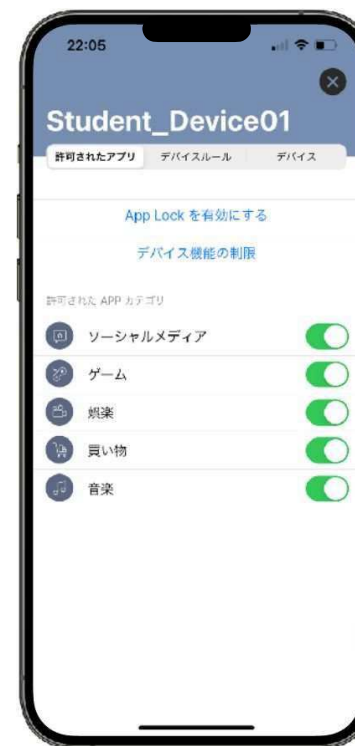 22:05
Student_Device01
許可されたアプリ デバイスルール デバイス
App Lock を有効にする
デバイス機能の制限
許可された APP カテゴリ
ソーシャルメディア
ゲーム
娯楽
買い物
音楽